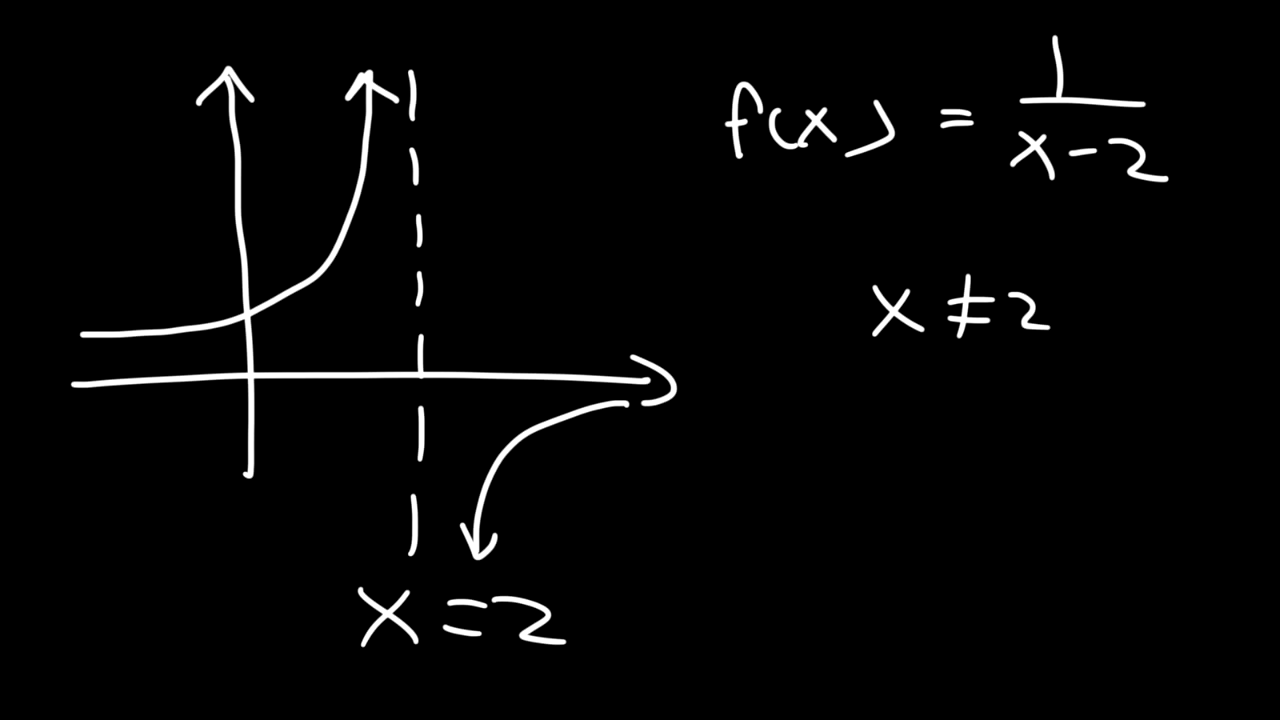 f(x) = 1/(x-2)
x ≠ 2
x = 2